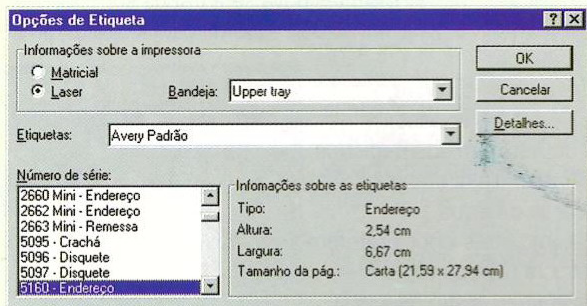 Opções de Etiqueta
Informações sobre a impressora
Matricial
Laser
Bandeja: Upper tray
OK
Cancelar
Detalhes...
Etiquetas: Avery Padrão
Número de série:
2660 Mini - Endereço
2662 Mini - Endereço
2663 Mini - Remessa
5095 - Crachá
5096 - Disquete
5097 - Disquete
5160 - Endereço
Infomações sobre as etiquetas
Tipo: Endereço
Altura: 2,54 cm
Largura: 6,67 cm
Tamanho da pág.: Carta (21,59 x 27,94 cm)